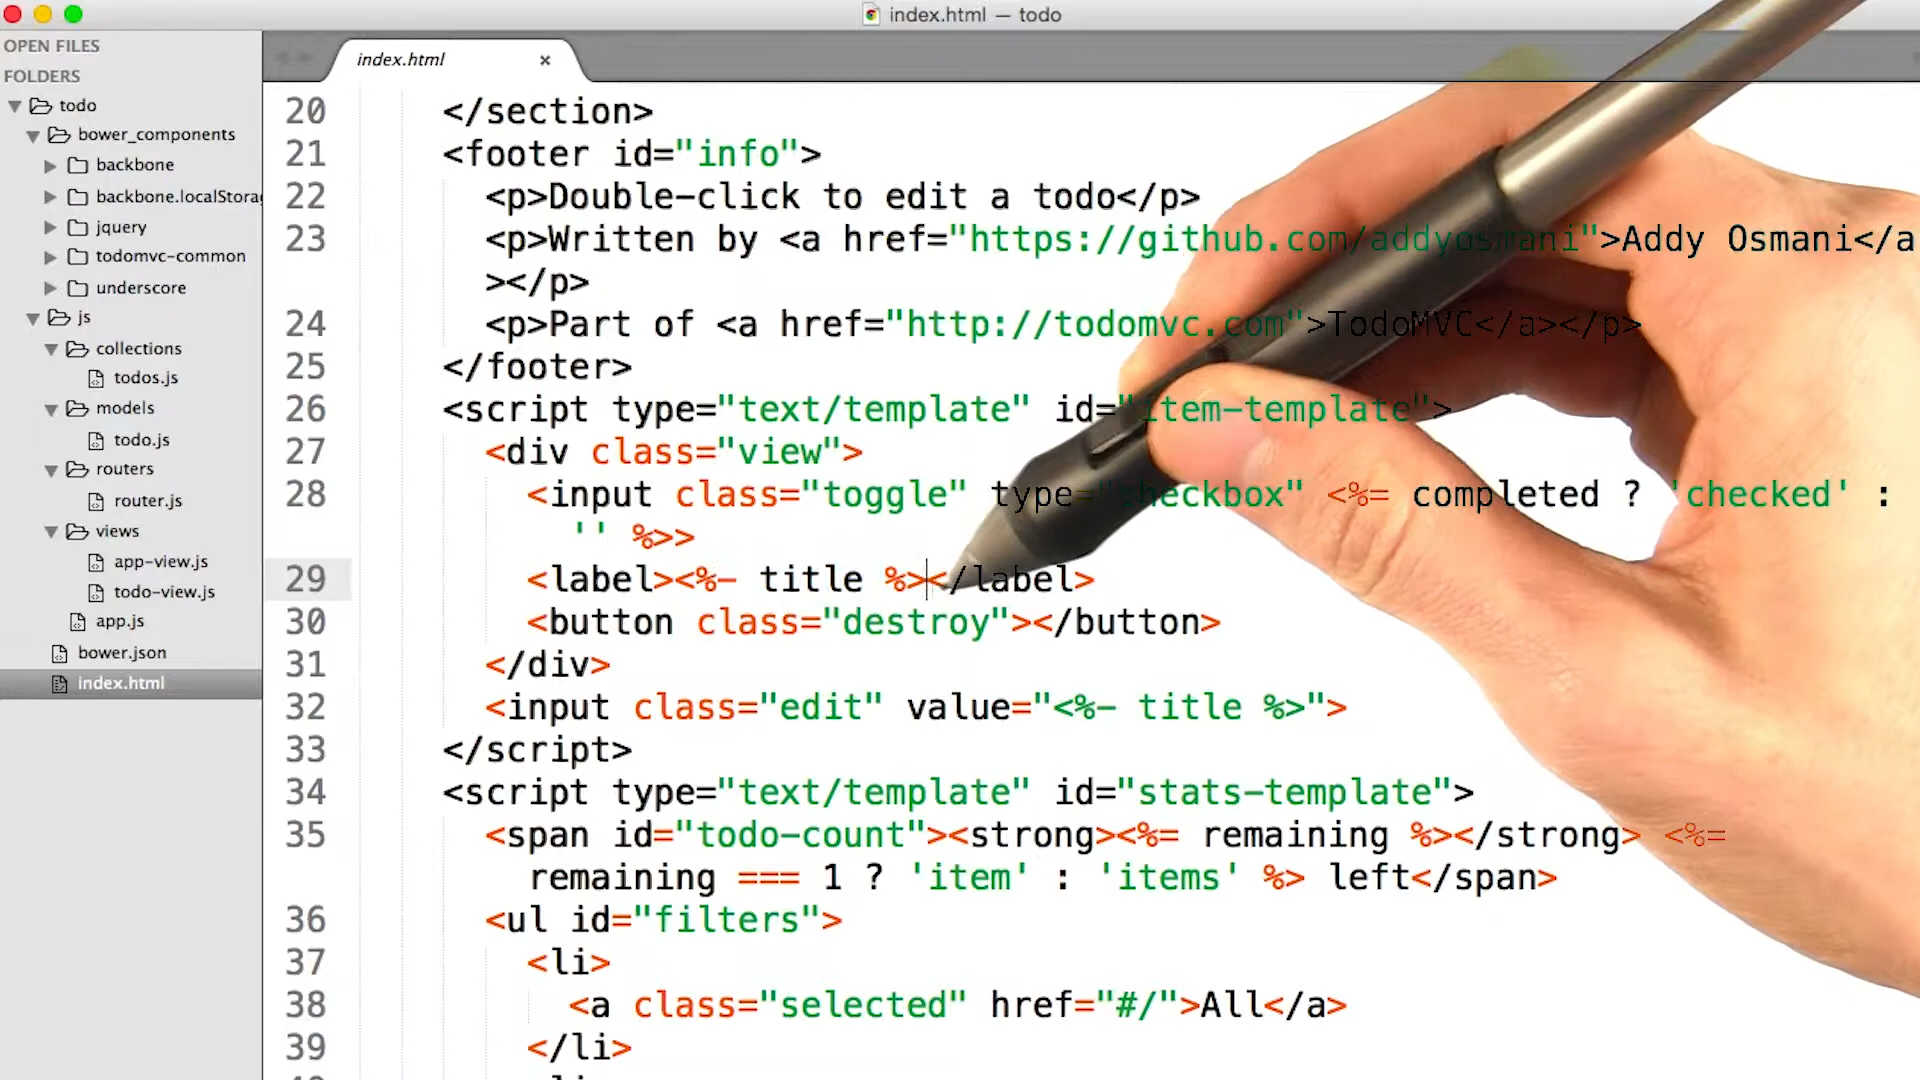 index.html — todo
OPEN FILES
FOLDERS
todo
bower_components
backbone
backbone.localStorag
jquery
todomvc-common
underscore
js
collections
todos.js
models
todo.js
routers
router.js
views
app-view.js
todo-view.js
app.js
bower.json
index.html
index.html ×
20 </section>
21 <footer id="info">
22 <p>Double-click to edit a todo</p>
23 <p>Written by <a href="https://github.com/addyosmani">Addy Osmani</a
></p>
24 <p>Part of <a href="http://todomvc.com">TodoMVC</a></p>
25 </footer>
26 <script type="text/template" id="item-template">
27 <div class="view">
28 <input class="toggle" type="checkbox" <%= completed ? 'checked' :
'' %>>
29 <label><%- title %></label>
30 <button class="destroy"></button>
31 </div>
32 <input class="edit" value="<%- title %>">
33 </script>
34 <script type="text/template" id="stats-template">
35 <span id="todo-count"><strong><%= remaining %></strong> <%=
remaining === 1 ? 'item' : 'items' %> left</span>
36 <ul id="filters">
37 <li>
38 <a class="selected" href="#/">All</a>
39 </li>